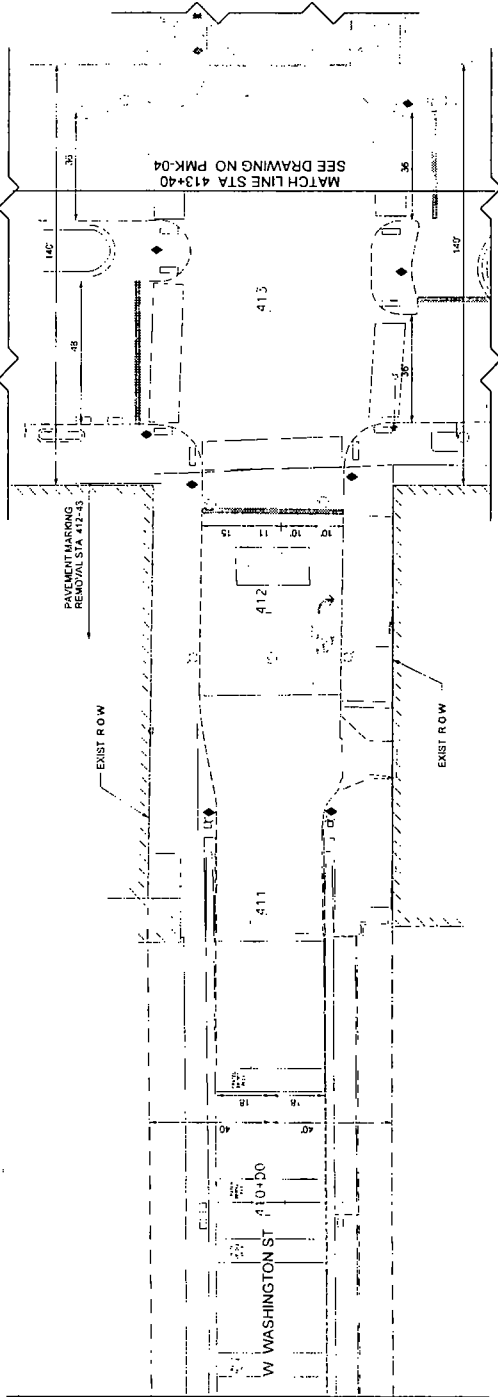 MATCH LINE STA 413+40
SEE DRAWING NO PMK-04
140'
36
48
PAVEMENT MARKING
REMOVAL STA 412-43
EXIST R O W
413
36
140'
36'
15
11
10'
10'
412
411
EXIST R O W
18
18
40
40'
410+00
W WASHINGTON ST